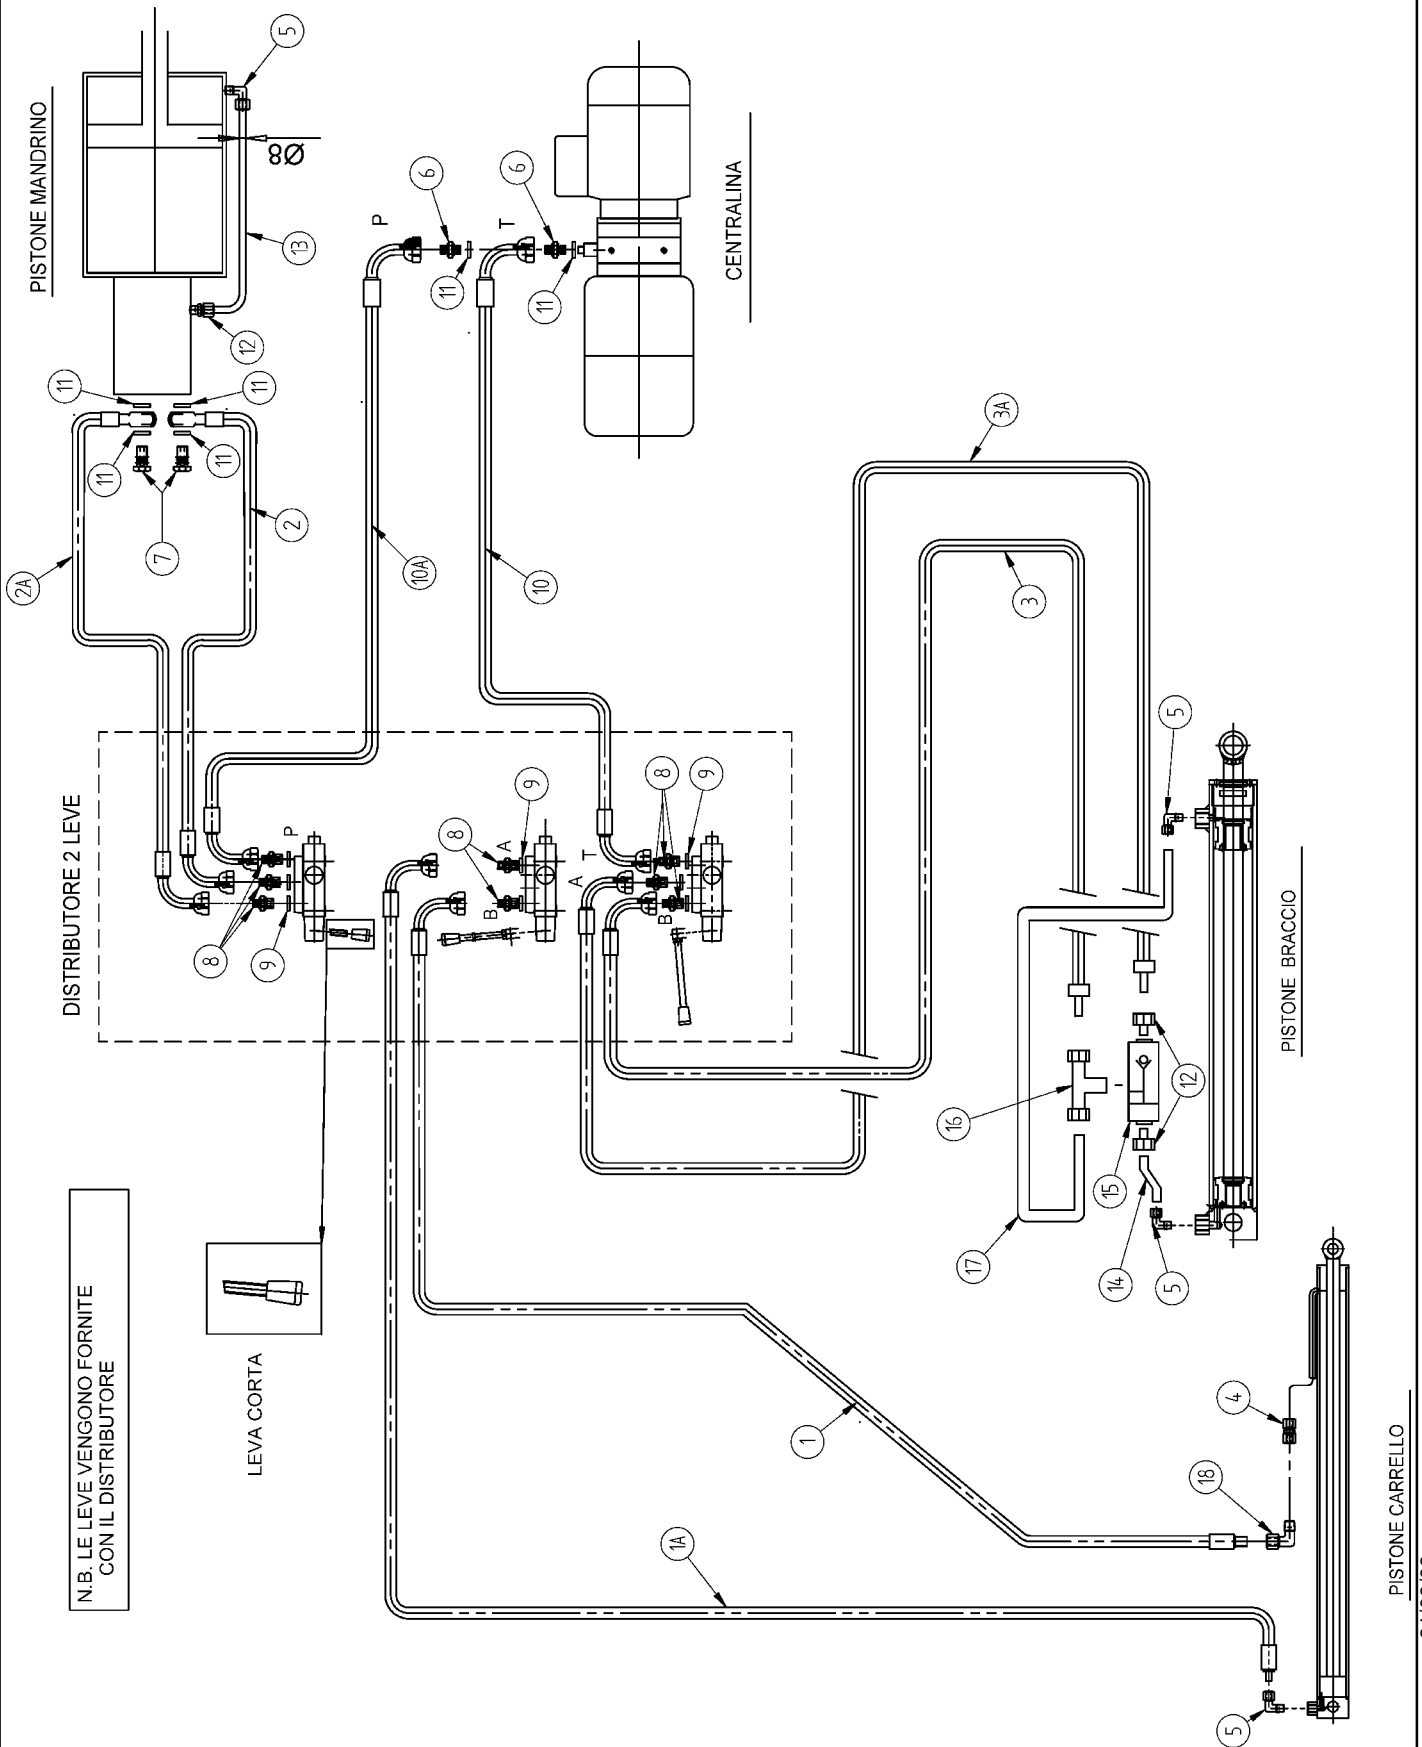 PISTONE MANDRINO
5
Ø8
13
12
11
11
11
11
7
2
2A
P
6
T
6
11
11
CENTRALINA
10A
10
3A
3
DISTRIBUTORE 2 LEVE
P
8
9
8
A
9
B
T
A
8
9
B
5
PISTONE BRACCIO
16
12
15
14
5
17
N.B. LE LEVE VENGONO FORNITE
CON IL DISTRIBUTORE
LEVA CORTA
1
1A
4
18
5
PISTONE CARRELLO